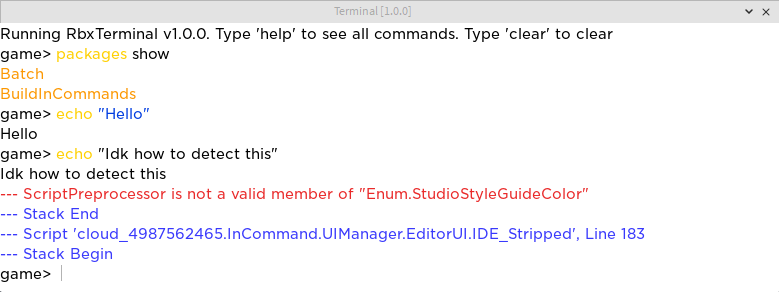 Terminal [1.0.0]
Running RbxTerminal v1.0.0. Type 'help' to see all commands. Type 'clear' to clear
game> packages show
Batch
BuildInCommands
game> echo "Hello"
Hello
game> echo "Idk how to detect this"
Idk how to detect this
--- ScriptPreprocessor is not a valid member of "Enum.StudioStyleGuideColor"
--- Stack End
--- Script 'cloud_4987562465.InCommand.UIManager.EditorUI.IDE_Stripped', Line 183
--- Stack Begin
game>